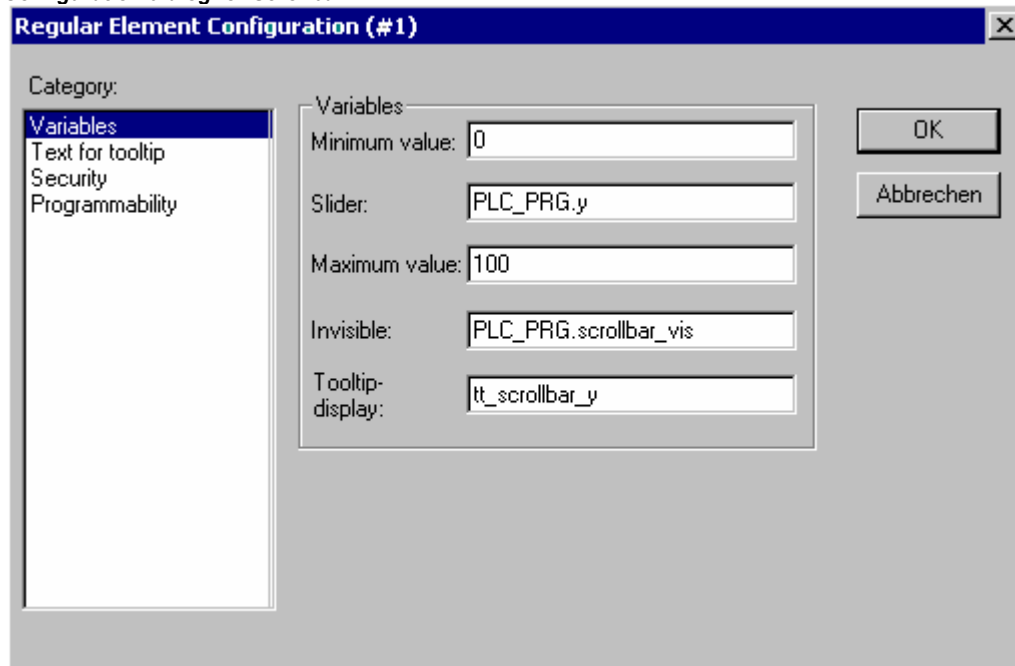 Regular Element Configuration (#1)
Category:
Variables
Text for tooltip
Security
Programmability
Variables
Minimum value: 0
Slider: PLC_PRG.y
Maximum value: 100
Invisible: PLC_PRG.scrollbar_vis
Tooltip-
display: tt_scrollbar_y
OK
Abbrechen